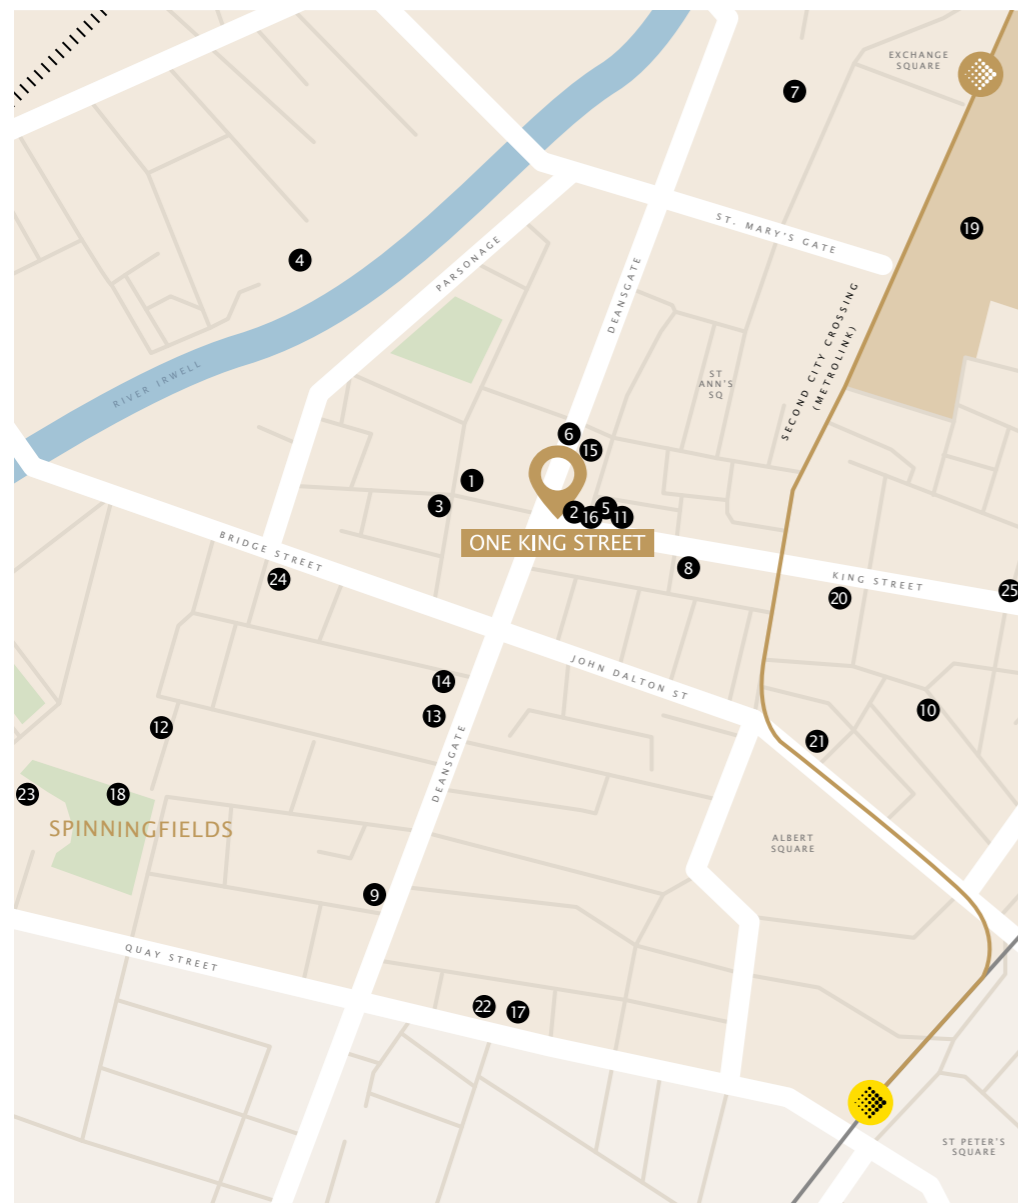 EXCHANGE
SQUARE
7
ST. MARY'S GATE
19
PARSONAGE
4
DEANSGATE
SECOND CITY CROSSING
(METROLINK)
RIVER IRWELL
ST
ANN'S
SQ
6
15
1
3
2
16
5
11
ONE KING STREET
BRIDGE STREET
8
KING STREET
24
20
25
JOHN DALTON ST
14
13
10
12
21
DEANSGATE
23
18
SPINNINGFIELDS
ALBERT
SQUARE
9
QUAY STREET
22
17
ST PETER'S
SQUARE